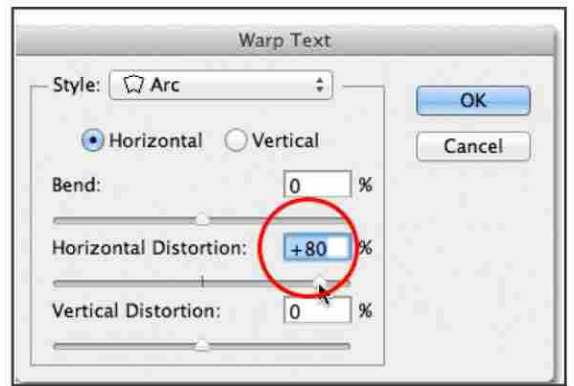 Warp Text
Style: Arc
OK
Horizontal Vertical
Cancel
Bend: 0 %
Horizontal Distortion: +80 %
Vertical Distortion: 0 %